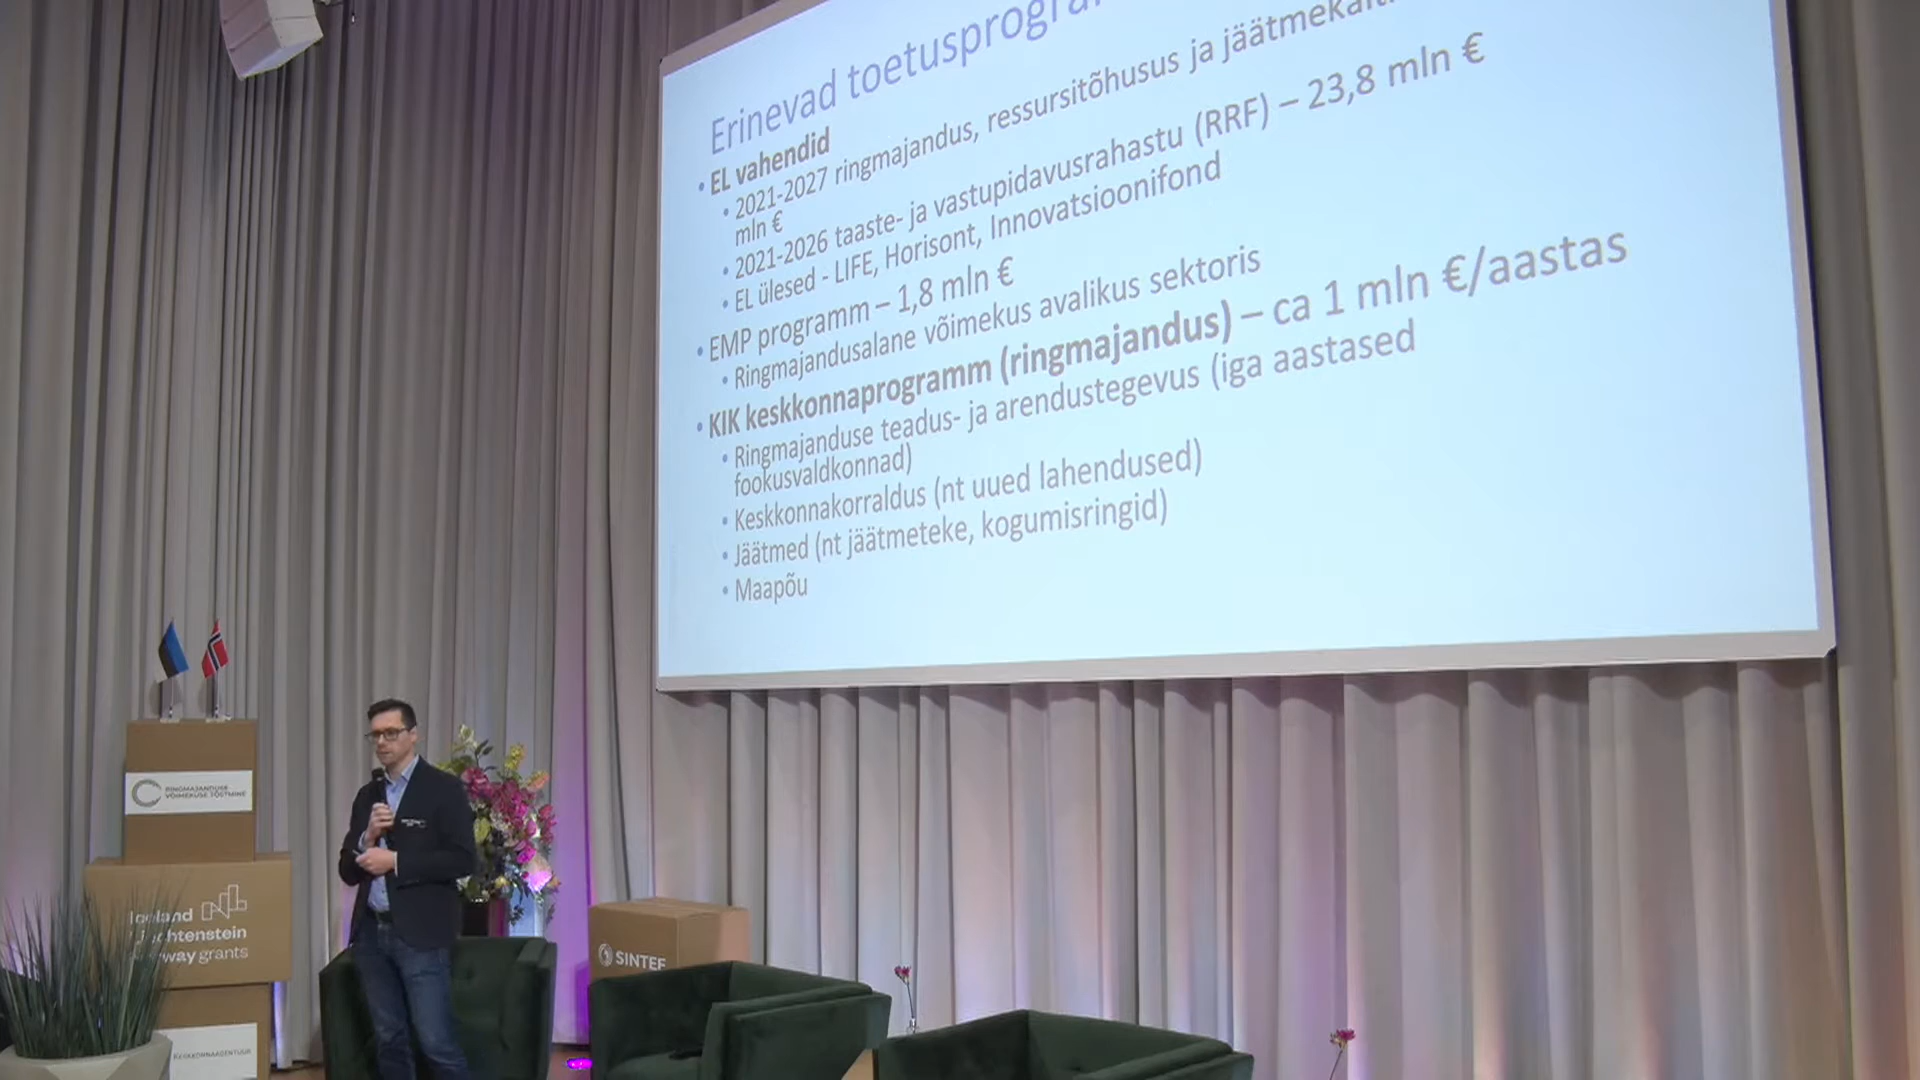 Erinevad
• EL vahendid
• 2021-2027 ringmajandus, ressursitõhusus ja
mln €
• 2021-2026 taaste- ja vastupidavusrahastu (RRF) – 23,8 mln €
• EL ülesed - LIFE, Horisont, Innovatsioonifond
• EMP programm – 1,8 mln €
• Ringmajandusalane võimekus avalikus sektoris
• KIK keskkonnaprogramm (ringmajandus) – ca 1 mln €/aastas
• Ringmajanduse teadus- ja arendustegevus (iga aastased
fookusvaldkonnad)
• Keskkonnakorraldus (nt uued lahendused)
• Jäätmed (nt jäätmeteke, kogumisringid)
• Maapõu
RINGMAJANDUSE
VÕIMEKUSE TÕSTMINE
Iceland
Liechtenstein
Norway grants
SINTEF
KESKKONNAAGENTUUR